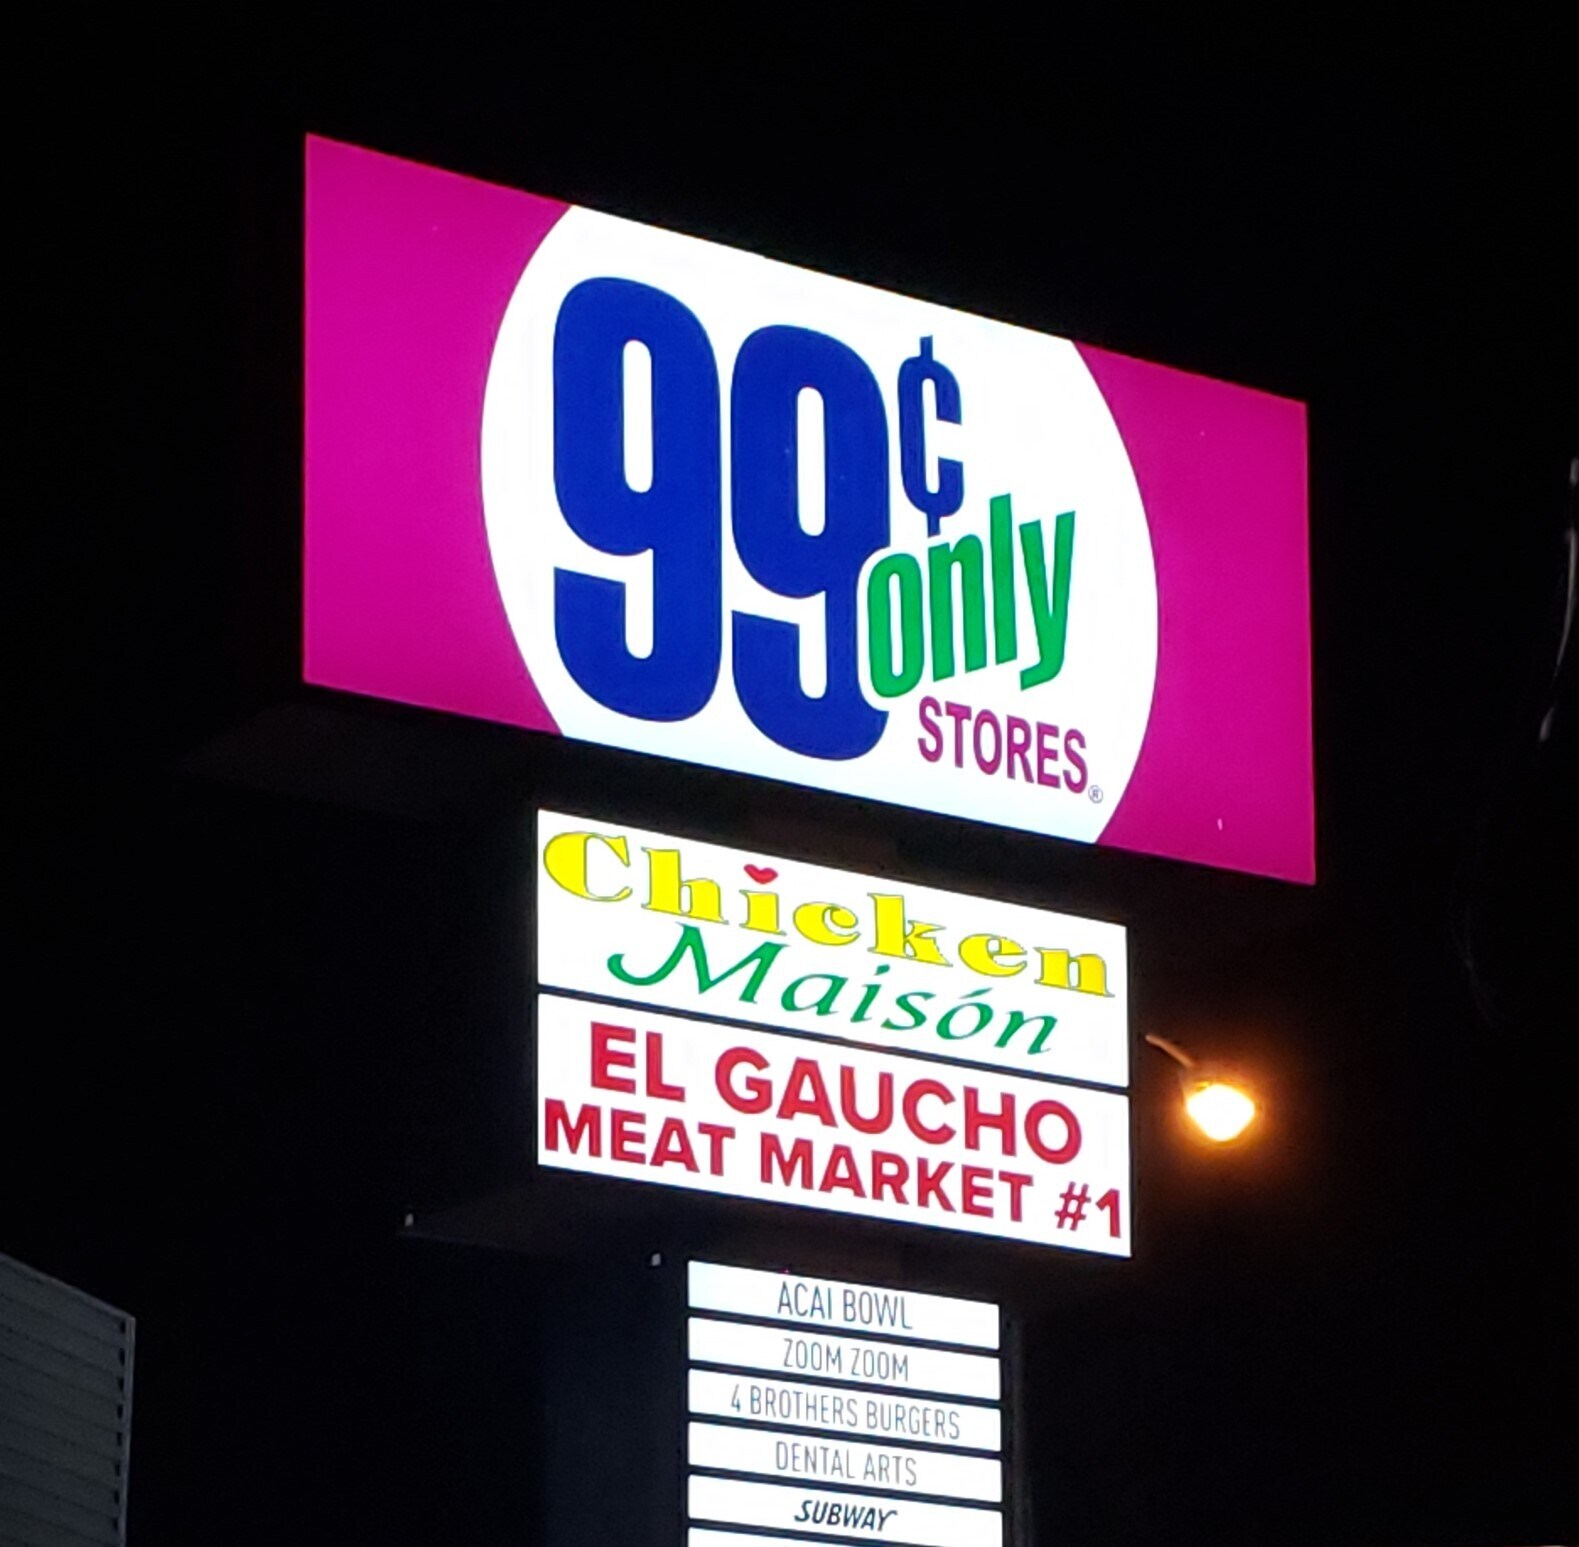 99¢ only
STORES®
Chicken
Maisón
EL GAUCHO
MEAT MARKET #1
ACAI BOWL
ZOOM ZOOM
4 BROTHERS BURGERS
DENTAL ARTS
SUBWAY